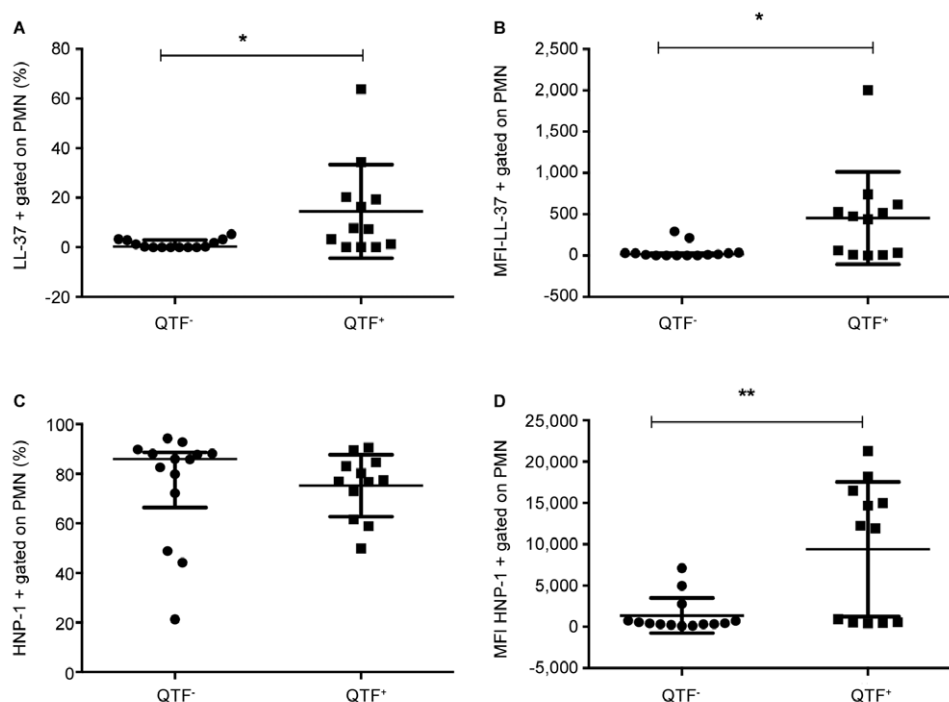 A
LL-37 + gated on PMN (%)
80
60
40
20
0
-20
*
QTF⁻
QTF⁺
B
MFI-LL-37 + gated on PMN
2,500
2,000
1,500
1,000
500
0
-500
*
QTF⁻
QTF⁺
C
HNP-1 + gated on PMN (%)
100
80
60
40
20
0
QTF⁻
QTF⁺
D
MFI HNP-1 + gated on PMN
25,000
20,000
15,000
10,000
5,000
0
-5,000
**
QTF⁻
QTF⁺